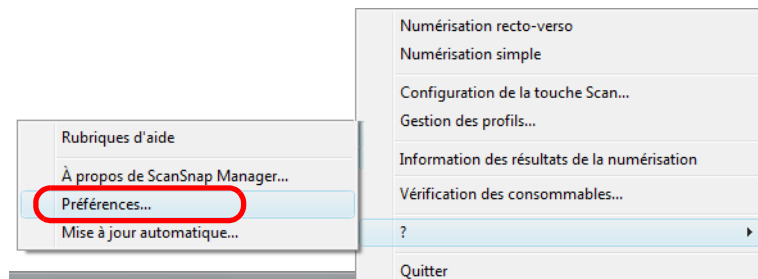 Numérisation recto-verso
Numérisation simple
Configuration de la touche Scan...
Gestion des profils...
Information des résultats de la numérisation
Vérification des consommables...
?
Quitter
Rubriques d'aide
À propos de ScanSnap Manager...
Préférences...
Mise à jour automatique...